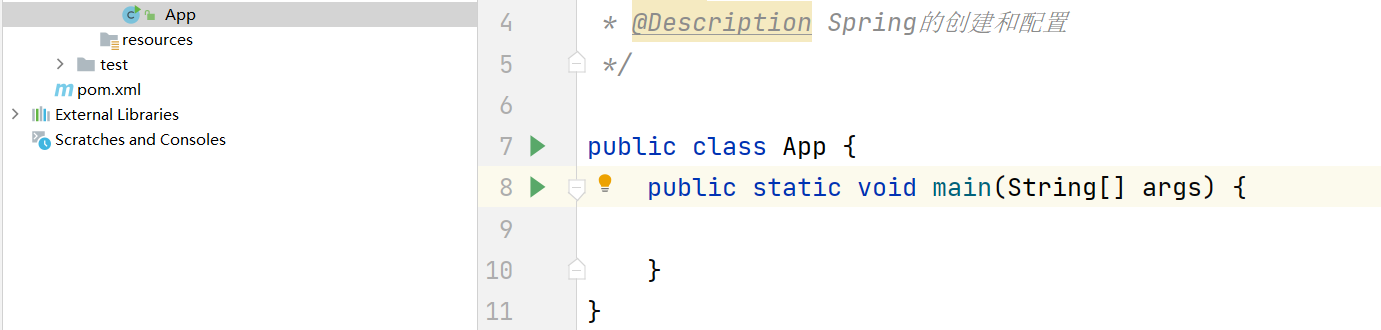 App
resources
test
pom.xml
External Libraries
Scratches and Consoles
4 * @Description Spring的创建和配置
5 */
6
7 public class App {
8 public static void main(String[] args) {
9
10 }
11 }